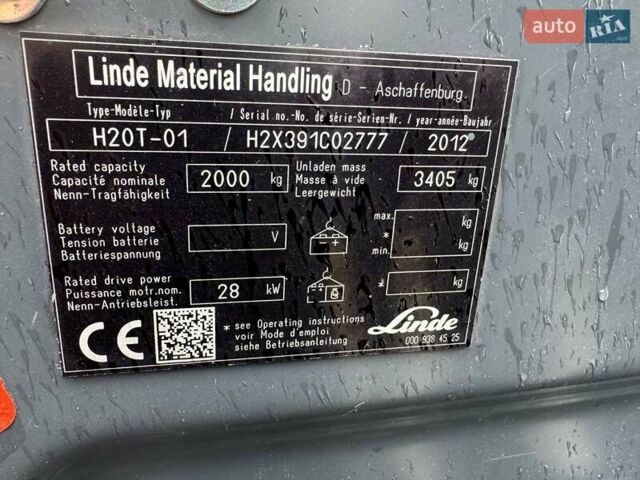 auto RIA.com
Linde Material Handling D - Aschaffenburg
Type-Modèle-Typ / Serial no.-No. de série-Serien-Nr. / year-année-Baujahr
H20T-01 / H2X391C02777 / 2012
Rated capacity
Capacité nominale
Nenn-Tragfähigkeit
2000 kg
Unladen mass
Masse à vide
Leergewicht
3405 kg
Battery voltage
Tension batterie
Batteriespannung
V
- +
max.
*
min.
kg
kg
Rated drive power
Puissance motr.nom.
Nenn-Antriebsleist.
28 kW
* kg
CE
* see Operating instructions
voir Mode d'emploi
siehe Betriebsanleitung
Linde
000 938 45 25